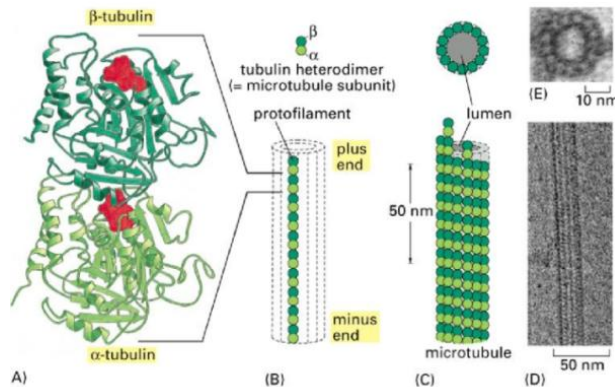 β-tubulin
α-tubulin
A)
β
α
tubulin heterodimer
(= microtubule subunit)
protofilament
plus
end
minus
end
(B)
lumen
50 nm
microtubule
(C)
(E)
10 nm
50 nm
(D)